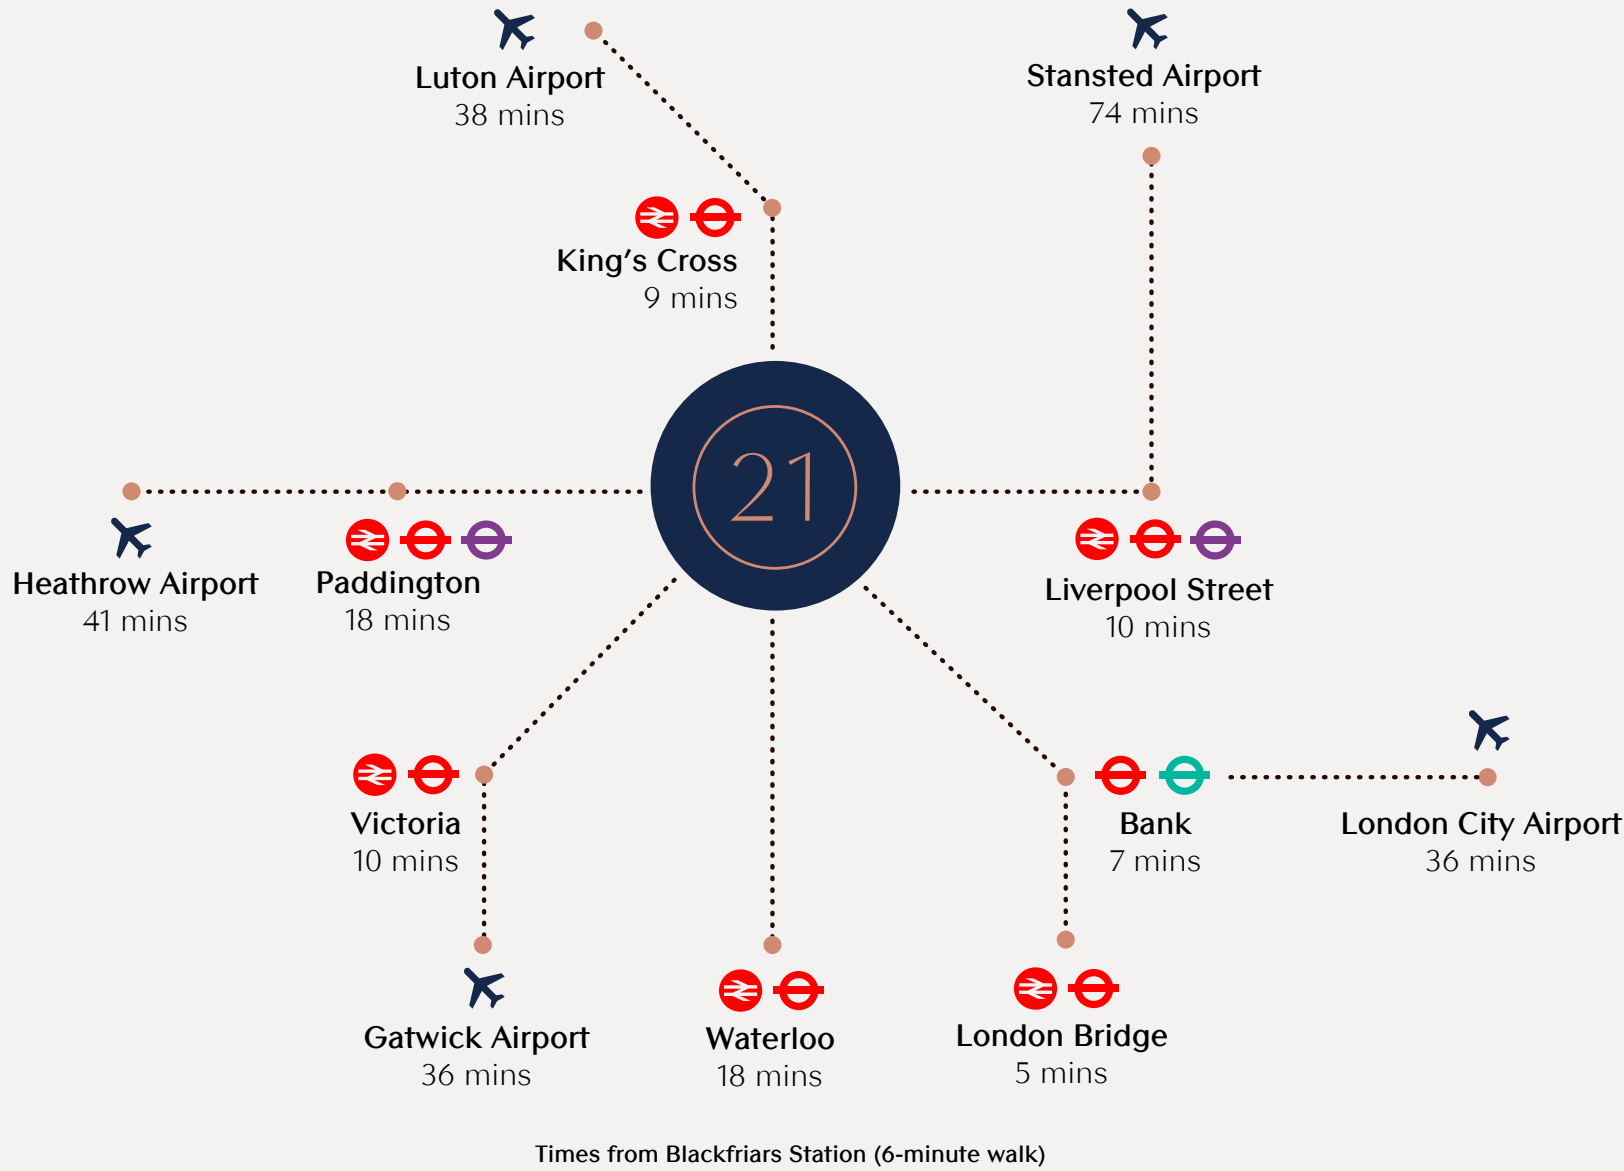 Luton Airport
38 mins
Stansted Airport
74 mins
King's Cross
9 mins
21
Heathrow Airport
41 mins
Paddington
18 mins
Liverpool Street
10 mins
Victoria
10 mins
Bank
7 mins
London City Airport
36 mins
Gatwick Airport
36 mins
Waterloo
18 mins
London Bridge
5 mins
Times from Blackfriars Station (6-minute walk)